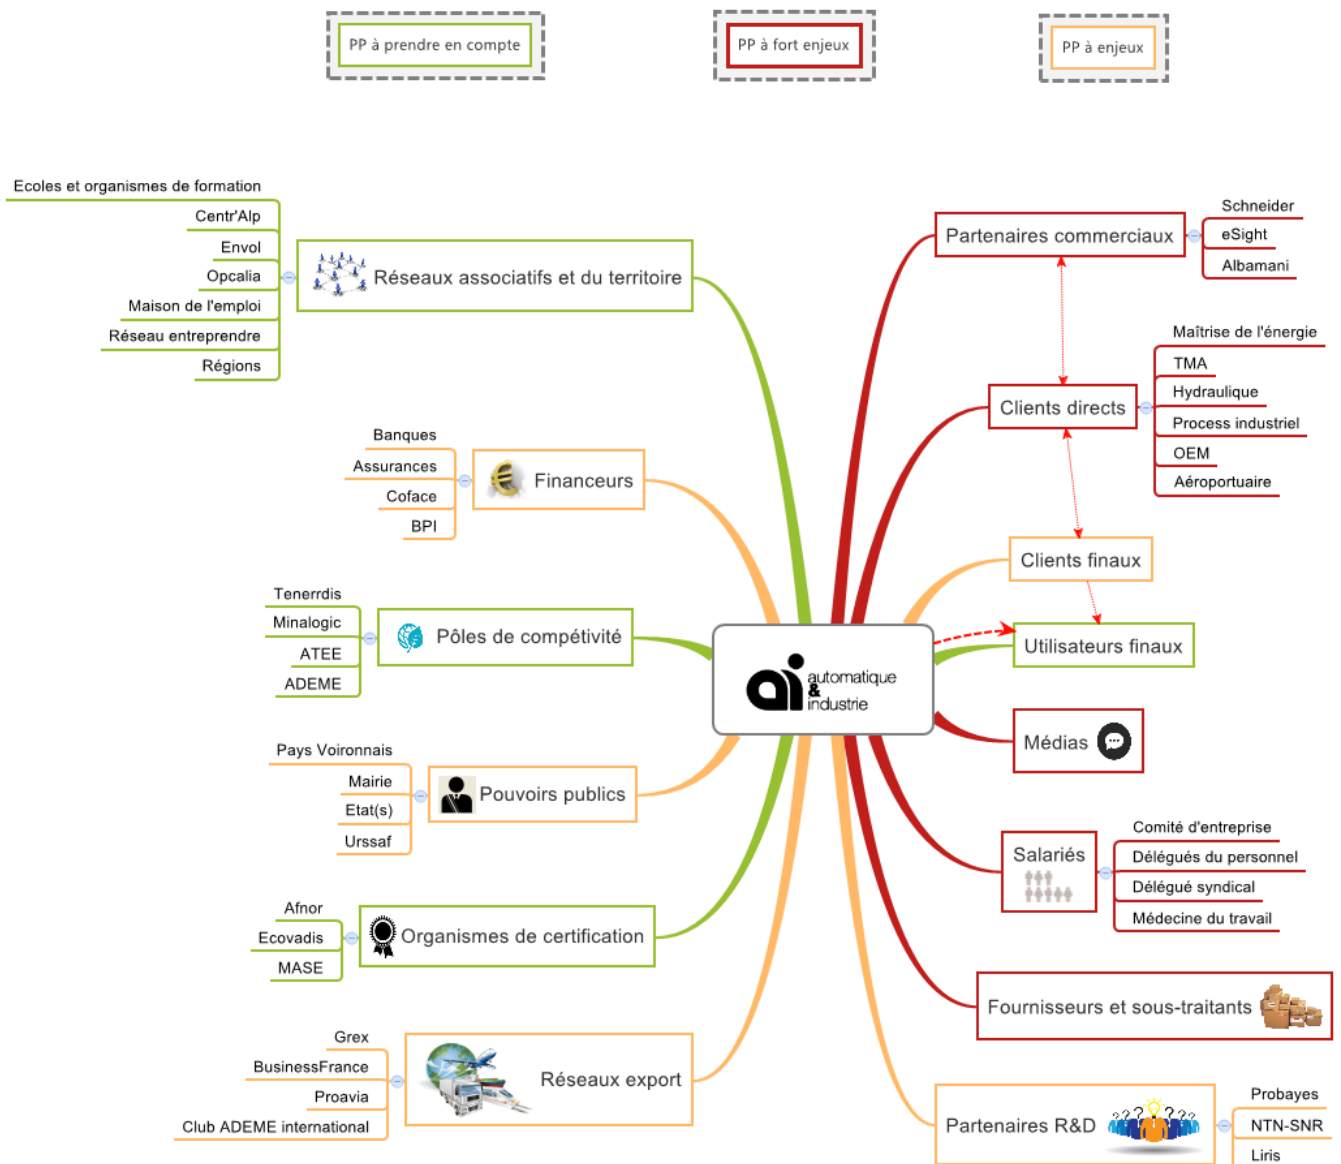 PP à prendre en compte
PP à fort enjeux
PP à enjeux
Ecoles et organismes de formation
Centr'Alp
Envol
Opcalia
Maison de l'emploi
Réseau entreprendre
Régions
Réseaux associatifs et du territoire
Banques
Assurances
Coface
BPI
Financeurs
Tenerrdis
Minalogic
ATEE
ADEME
Pôles de compétivité
Pays Voironnais
Mairie
Etat(s)
Urssaf
Pouvoirs publics
Afnor
Ecovadis
MASE
Organismes de certification
Grex
BusinessFrance
Proavia
Club ADEME international
Réseaux export
ai automatique
&
industrie
Partenaires commerciaux
Schneider
eSight
Albamani
Clients directs
Maîtrise de l'énergie
TMA
Hydraulique
Process industriel
OEM
Aéroportuaire
Clients finaux
Utilisateurs finaux
Médias
Salariés
Comité d'entreprise
Délégués du personnel
Délégué syndical
Médecine du travail
Fournisseurs et sous-traitants
Partenaires R&D
Probayes
NTN-SNR
Liris